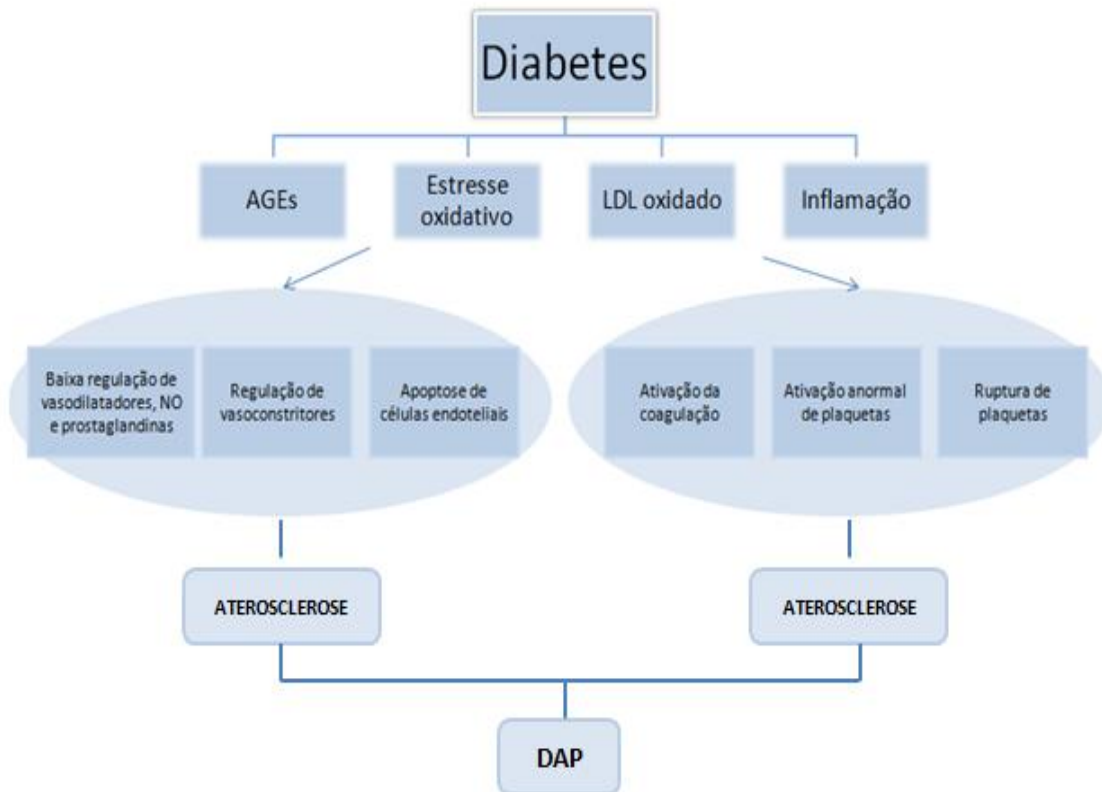 Diabetes
AGEs
Estresse
oxidativo
LDL oxidado
Inflamação
Baixa regulação de
vasodilatadores, NO
e prostaglandinas
Regulação de
vasoconstritores
Apoptose de
células endoteliais
Ativação da
coagulação
Ativação anormal
de plaquetas
Ruptura de
plaquetas
ATEROSCLEROSE
ATEROSCLEROSE
DAP